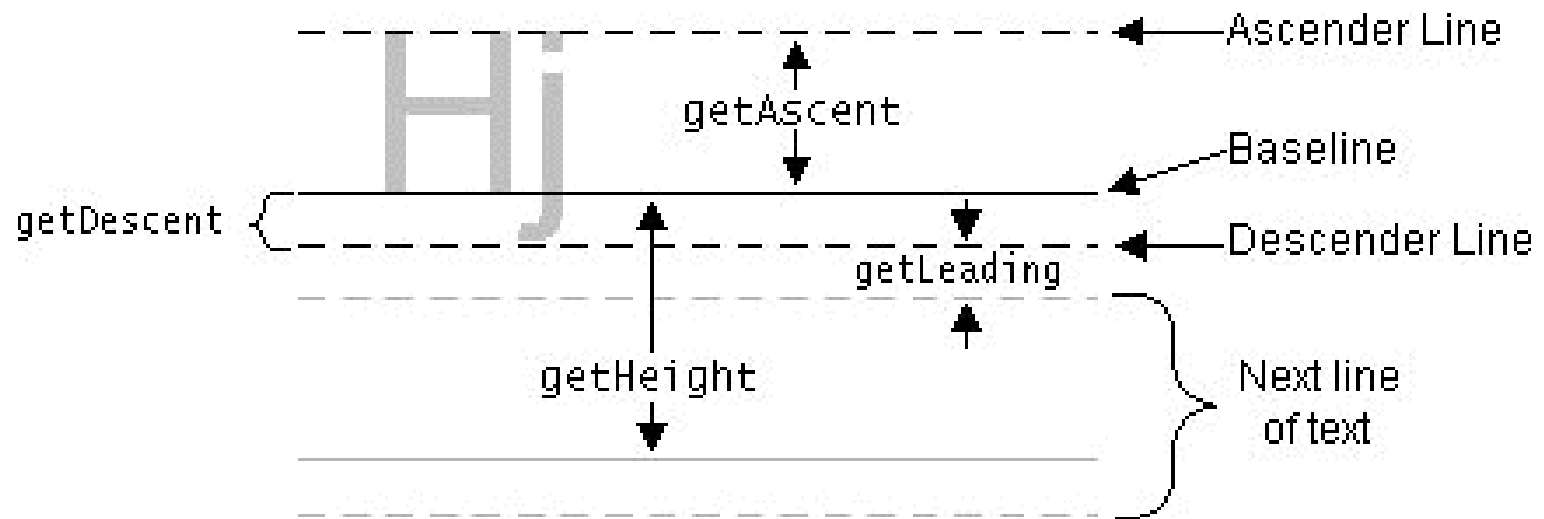 Ascender Line
Hj
getAscent
Baseline
getDescent
Descender Line
getLeading
getHeight
Next line
of text